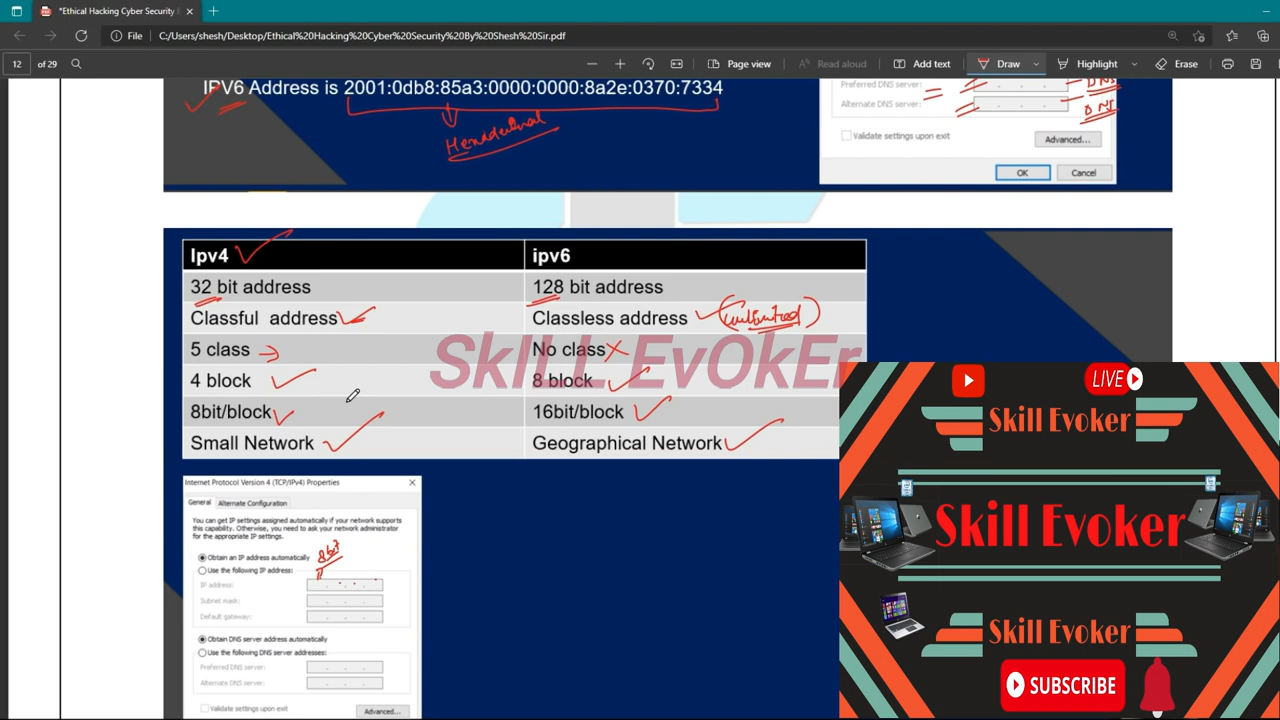 *Ethical Hacking Cyber Security B
File
C:/Users/shesh/Desktop/Ethical%20Hacking%20Cyber%20Security%20By%20Shesh%20Sir.pdf
12 of 29
Page view
Read aloud
Add text
Draw
Highlight
Erase
IPV6 Address is 2001:0db8:85a3:0000:0000:8a2e:0370:7334
Hexadecimal
Preferred DNS server:
DNS
Alternate DNS server:
DNS
Validate settings upon exit
Advanced...
OK
Cancel
Ipv4
ipv6
32 bit address
128 bit address
Classful address
Classless address
(unlimited)
5 class
No class
4 block
8 block
8bit/block
16bit/block
Small Network
Geographical Network
SkILL EvOkEr
LIVE
Skill Evoker
Skill Evoker
Skill Evoker
SUBSCRIBE
Internet Protocol Version 4 (TCP/IPv4) Properties
General
Alternate Configuration
You can get IP settings assigned automatically if your network supports
this capability. Otherwise, you need to ask your network administrator
for the appropriate IP settings.
Obtain an IP address automatically
8bit
Use the following IP address:
IP address:
Subnet mask:
Default gateway:
Obtain DNS server address automatically
Use the following DNS server addresses:
Preferred DNS server:
Alternate DNS server:
Validate settings upon exit
Advanced...